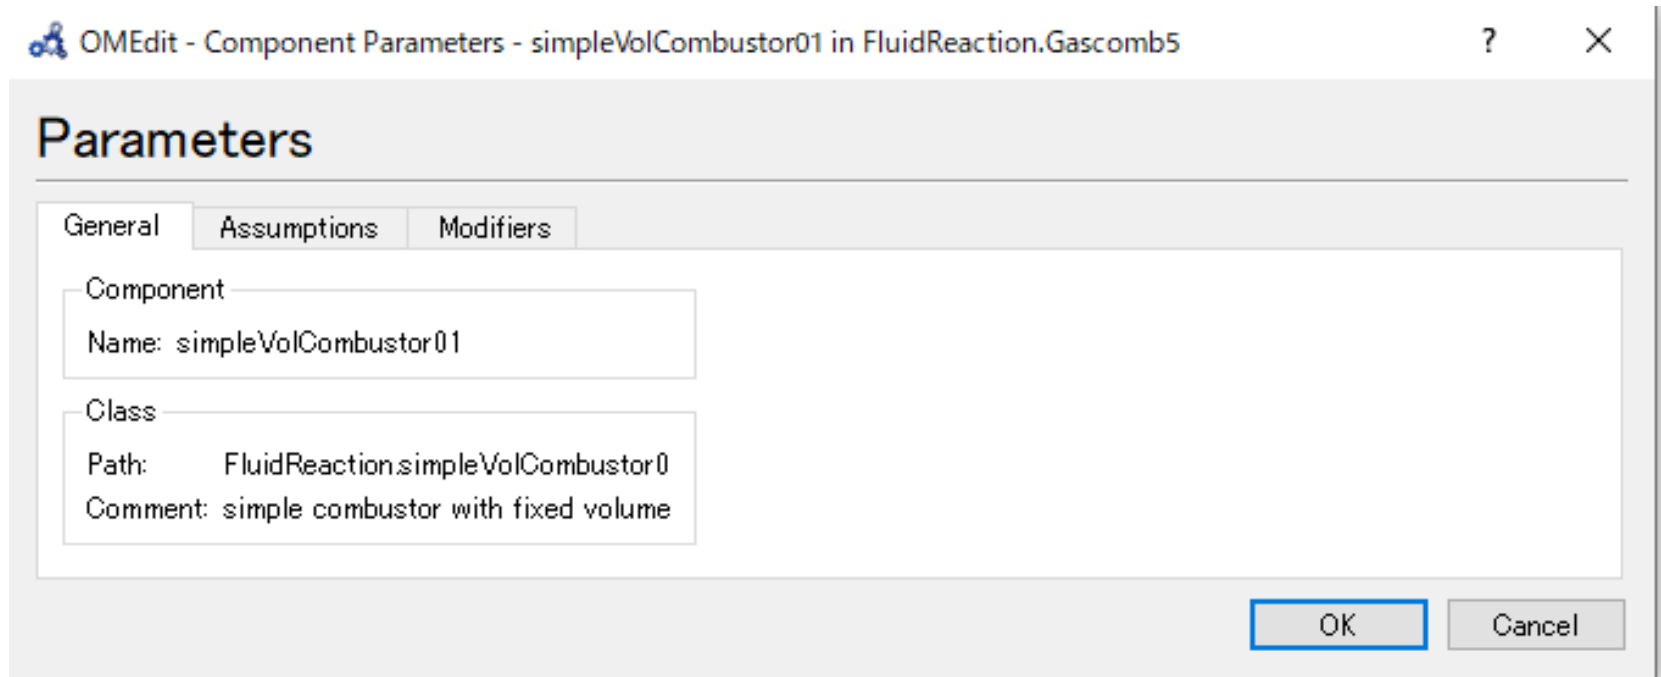 OMEdit - Component Parameters - simpleVolCombustor01 in FluidReaction.Gascomb5 ?
Parameters
General Assumptions Modifiers
Component
Name: simpleVolCombustor01
Class
Path: FluidReaction.simpleVolCombustor0
Comment: simple combustor with fixed volume
OK Cancel